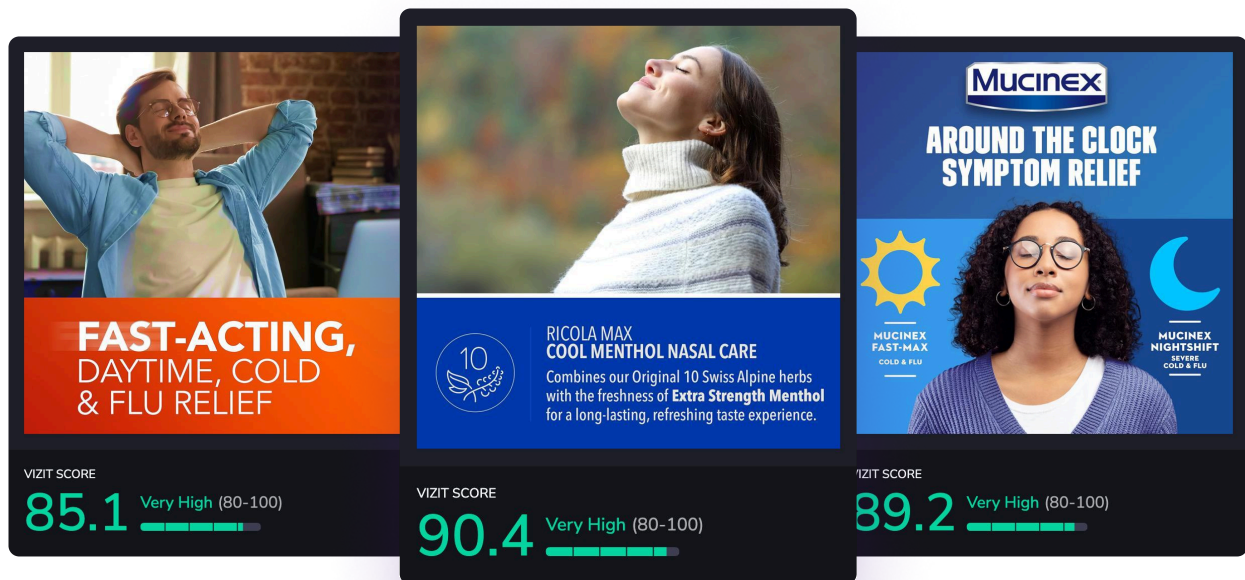 FAST-ACTING,
DAYTIME, COLD
& FLU RELIEF
VIZIT SCORE
85.1
Very High (80-100)
10
RICOLA MAX
COOL MENTHOL NASAL CARE
Combines our Original 10 Swiss Alpine herbs
with the freshness of Extra Strength Menthol
for a long-lasting, refreshing taste experience.
VIZIT SCORE
90.4
Very High (80-100)
Mucinex
AROUND THE CLOCK
SYMPTOM RELIEF
MUCINEX
FAST-MAX
COLD & FLU
MUCINEX
NIGHTSHIFT
SEVERE
COLD & FLU
VIZIT SCORE
89.2
Very High (80-100)